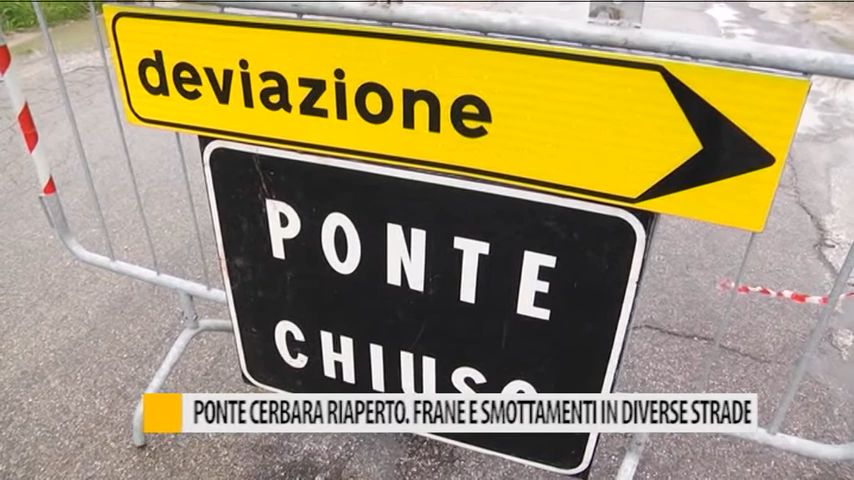 deviazione
PONTE
CHIUSO
PONTE CERBARA RIAPERTO. FRANE E SMOTTAMENTI IN DIVERSE STRADE